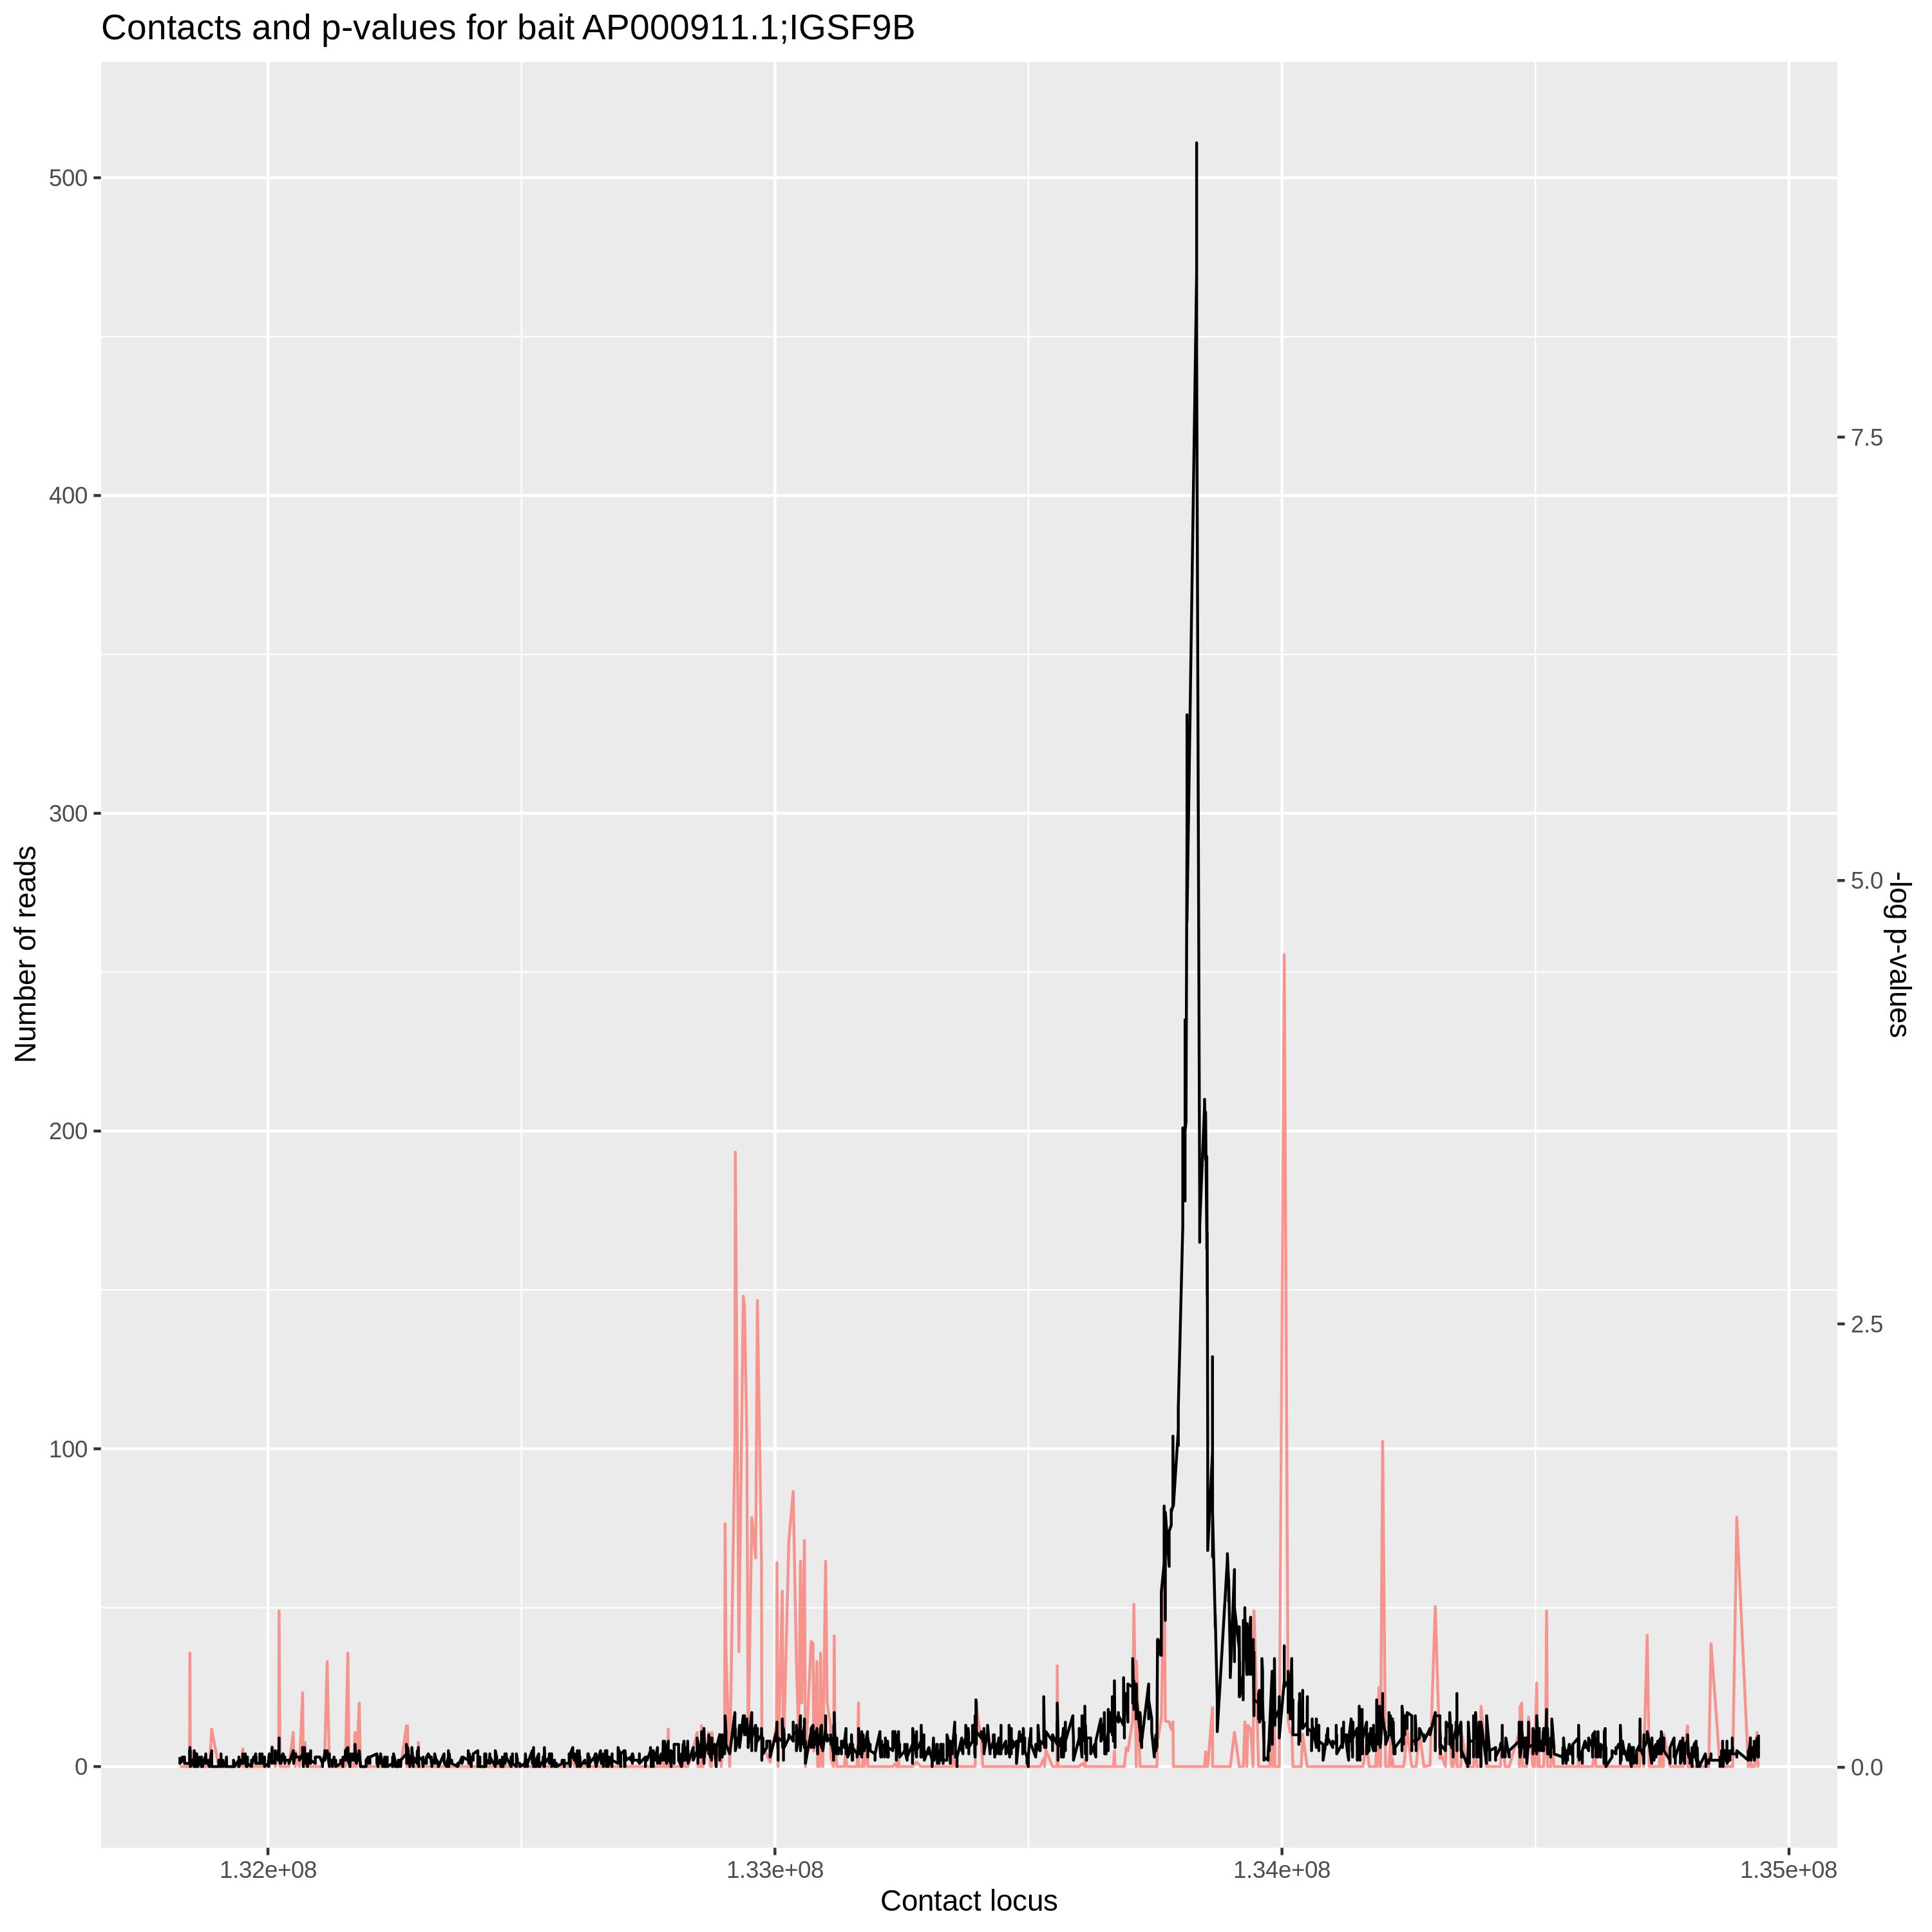 Contacts and p-values for bait AP000911.1;IGSF9B
500
400
300
200
100
0
Number of reads
7.5
5.0
2.5
0.0
-log p-values
1.32e+08
1.33e+08
1.34e+08
1.35e+08
Contact locus